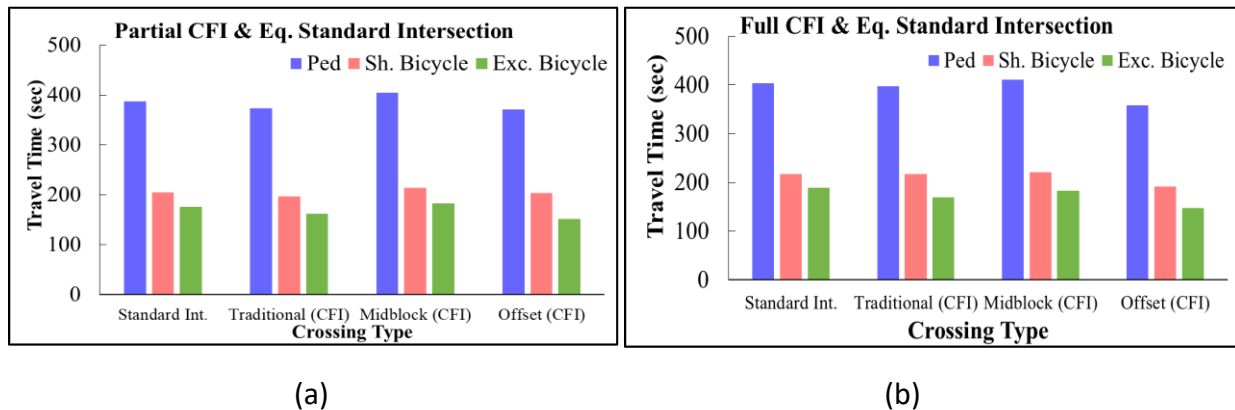 Partial CFI & Eq. Standard Intersection
Ped Sh. Bicycle Exc. Bicycle
Travel Time (sec)
500
400
300
200
100
0
Standard Int. Traditional (CFI) Midblock (CFI) Offset (CFI)
Crossing Type
(a)
Full CFI & Eq. Standard Intersection
Ped Sh. Bicycle Exc. Bicycle
Travel Time (sec)
500
400
300
200
100
0
Standard Int. Traditional (CFI) Midblock (CFI) Offset (CFI)
Crossing Type
(b)